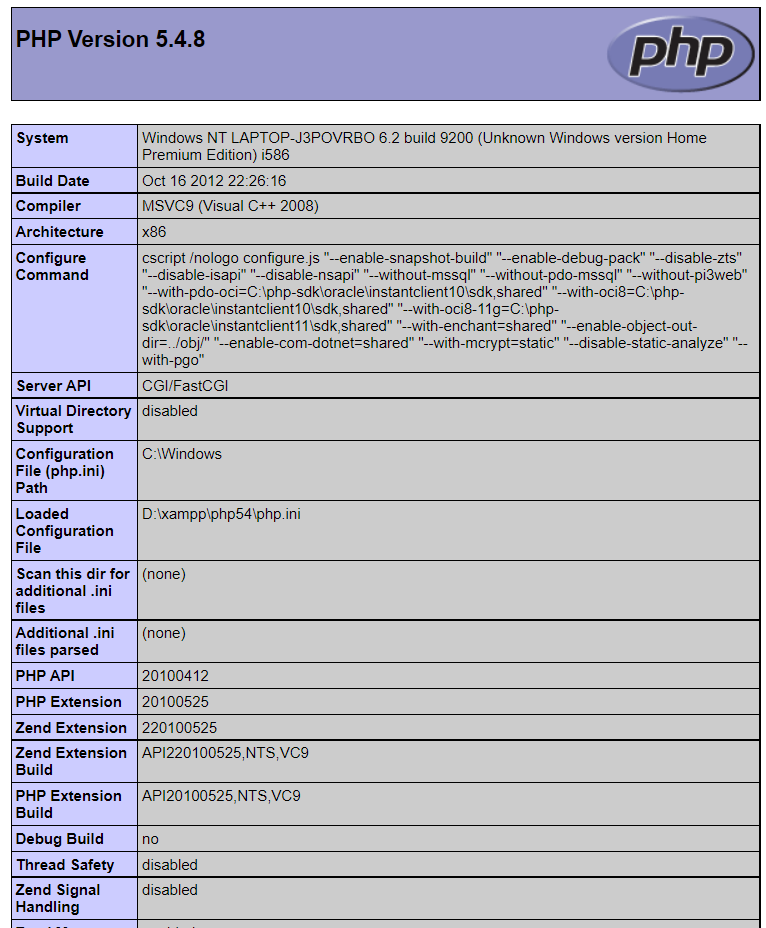 PHP Version 5.4.8
php
System
Windows NT LAPTOP-J3POVRBO 6.2 build 9200 (Unknown Windows version Home
Premium Edition) i586
Build Date
Oct 16 2012 22:26:16
Compiler
MSVC9 (Visual C++ 2008)
Architecture
x86
Configure
Command
cscript /nologo configure.js "--enable-snapshot-build" "--enable-debug-pack" "--disable-zts"
"--disable-isapi" "--disable-nsapi" "--without-mssql" "--without-pdo-mssql" "--without-pi3web"
"--with-pdo-oci=C:\php-sdk\oracle\instantclient10\sdk,shared" "--with-oci8=C:\php-
sdk\oracle\instantclient10\sdk,shared" "--with-oci8-11g=C:\php-
sdk\oracle\instantclient11\sdk,shared" "--with-enchant=shared" "--enable-object-out-
dir=../obj/" "--enable-com-dotnet=shared" "--with-mcrypt=static" "--disable-static-analyze" "--
with-pgo"
Server API
CGI/FastCGI
Virtual Directory
Support
disabled
Configuration
File (php.ini)
Path
C:\Windows
Loaded
Configuration
File
D:\xampp\php54\php.ini
Scan this dir for
additional .ini
files
(none)
Additional .ini
files parsed
(none)
PHP API
20100412
PHP Extension
20100525
Zend Extension
220100525
Zend Extension
Build
API220100525,NTS,VC9
PHP Extension
Build
API20100525,NTS,VC9
Debug Build
no
Thread Safety
disabled
Zend Signal
Handling
disabled